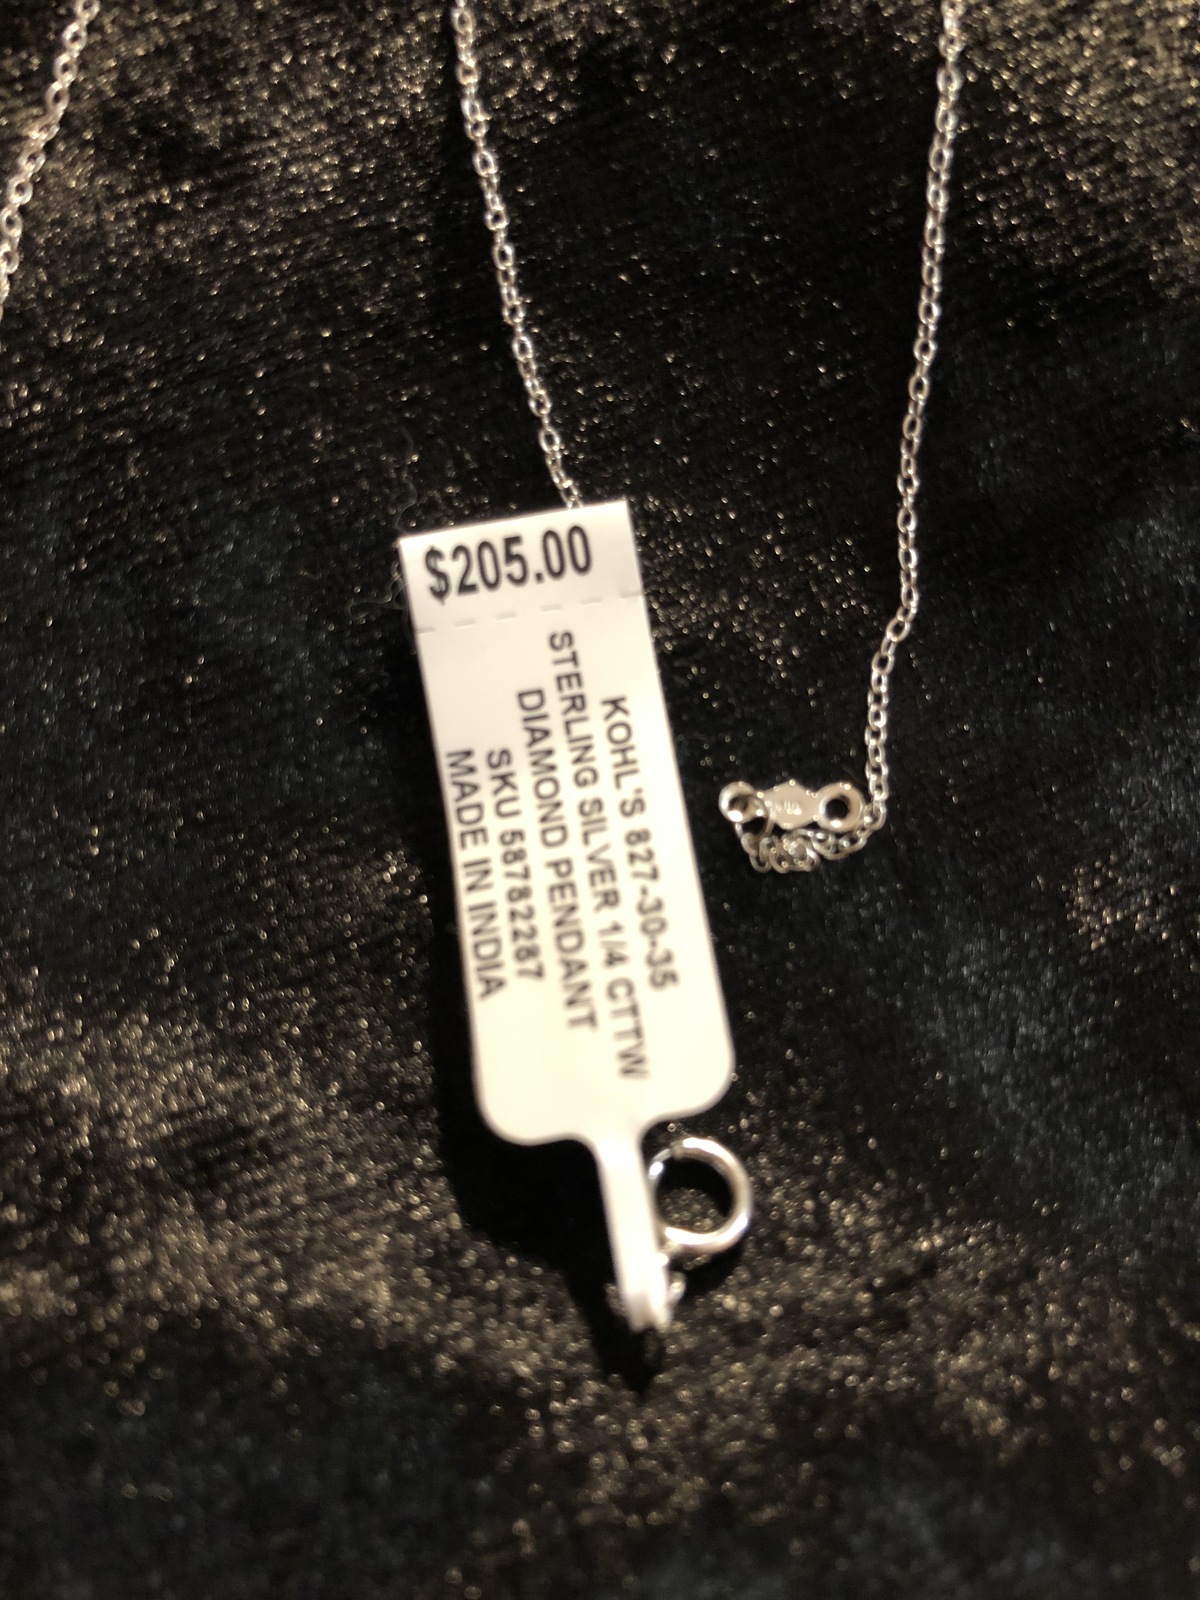 $205.00
KOHL'S 827-30-35
STERLING SILVER 1/4 CTTW
DIAMOND PENDANT
SKU 58782287
MADE IN INDIA